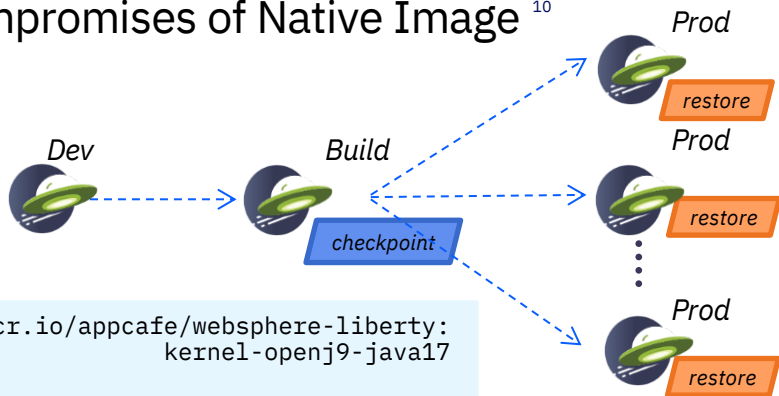 npromises of Native Image 10
Prod
restore
Dev
Build
Prod
checkpoint
restore
cr.io/appcafe/websphere-liberty:
kernel-openj9-java17
Prod
restore